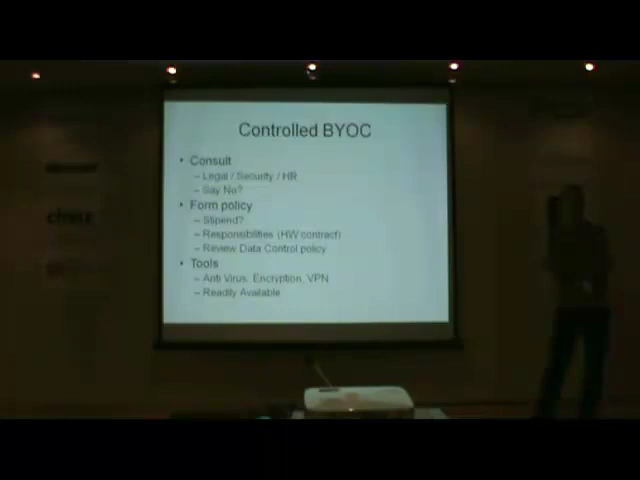 Controlled BYOC
• Consult
– Legal / Security / HR
– Say No?
• Form policy
– Stipend?
– Responsibilities (HW contract)
– Review Data Control policy
• Tools
– Anti Virus, Encryption, VPN
– Readily Available